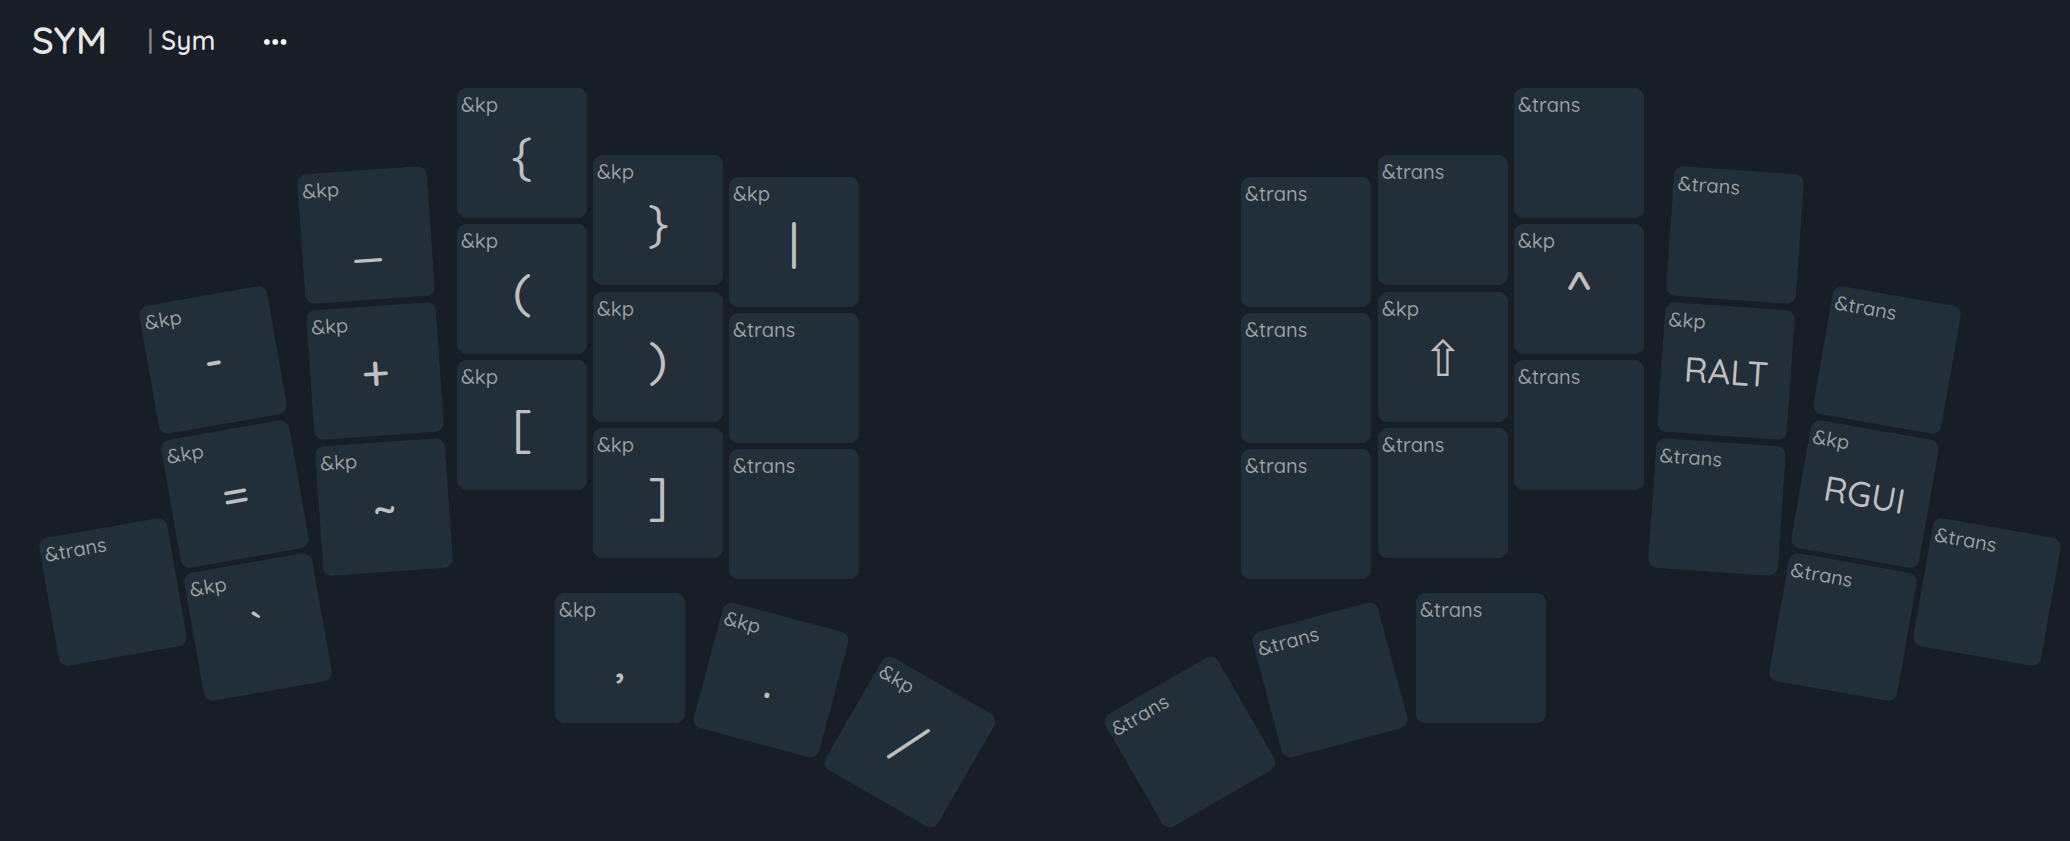 SYM | Sym •••
&kp {
&trans
&kp _
&kp }
&kp |
&trans
&trans
&trans
&kp -
&kp +
&kp (
&kp )
&trans
&trans
&kp ⇧
&kp ^
&kp RALT
&trans
&kp =
&kp ~
&kp [
&kp ]
&trans
&trans
&trans
&trans
&trans
&kp RGUI
&trans
&kp `
&trans
&trans
&kp ,
&kp .
&kp /
&trans
&trans
&trans